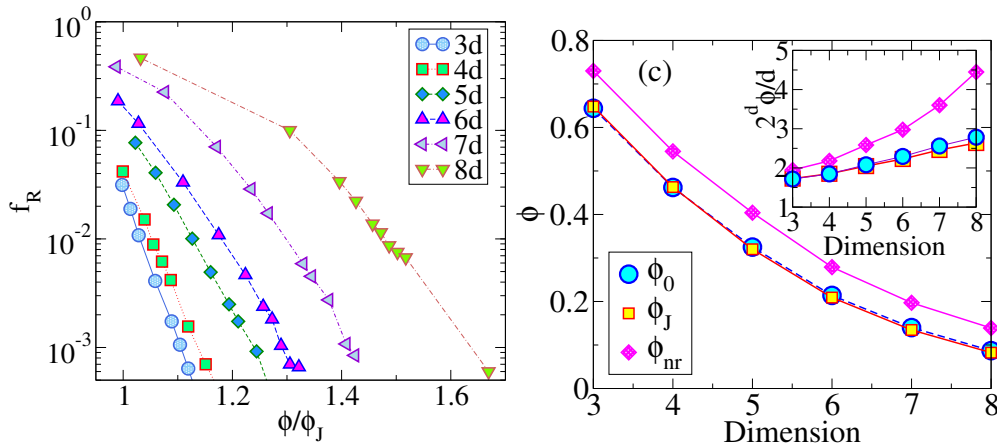 10^0
10^-1
10^-2
10^-3
f_R
1
1.2
1.4
1.6
ϕ/ϕ_J
3d
4d
5d
6d
7d
8d
(c)
0.8
0.6
0.4
0.2
0
ϕ
3
4
5
6
7
8
Dimension
ϕ_0
ϕ_J
ϕ_nr
5
4
3
2
1
2^d ϕ/d
3
4
5
6
7
8
Dimension